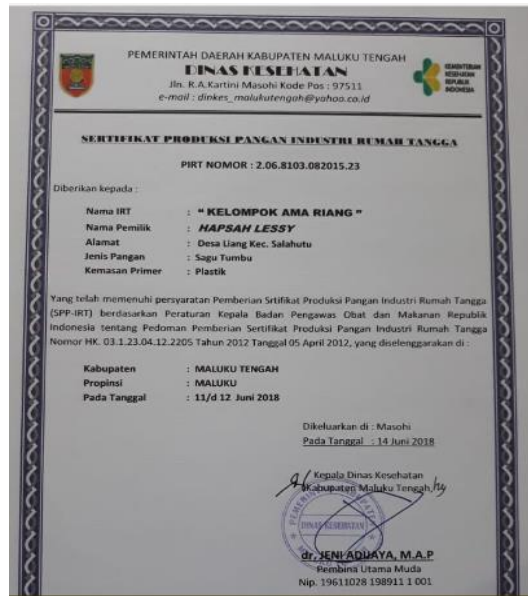 PEMERINTAH DAERAH KABUPATEN MALUKU TENGAH
DINAS KESEHATAN
Jln. R.A.Kartini Masohi Kode Pos : 97511
e-mail : dinkes_malukutengah@yahoo.co.id
KEMENTERIAN
KESEHATAN
REPUBLIK
INDONESIA
SERTIFIKAT PRODUKSI PANGAN INDUSTRI RUMAH TANGGA
PIRT NOMOR : 2.06.8103.082015.23
Diberikan kepada :
Nama IRT : " KELOMPOK AMA RIANG "
Nama Pemilik : HAPSAH LESSY
Alamat : Desa Liang Kec. Salahutu
Jenis Pangan : Sagu Tumbu
Kemasan Primer : Plastik
Yang telah memenuhi persyaratan Pemberian Srtifikat Produksi Pangan Industri Rumah Tangga
(SPP-IRT) berdasarkan Peraturan Kepala Badan Pengawas Obat dan Makanan Republik
Indonesia tentang Pedoman Pemberian Sertifikat Produksi Pangan Industri Rumah Tangga
Nomor HK. 03.1.23.04.12.2205 Tahun 2012 Tanggal 05 April 2012, yang diselenggarakan di :
Kabupaten : MALUKU TENGAH
Propinsi : MALUKU
Pada Tanggal : 11/d 12 Juni 2018
Dikeluarkan di : Masohi
Pada Tanggal : 14 Juni 2018
Kepala Dinas Kesehatan
Kabupaten Maluku Tengah,
DINAS KESEHATAN
dr. JENI ADIJAYA, M.A.P
Pembina Utama Muda
Nip. 19611028 198911 1 001